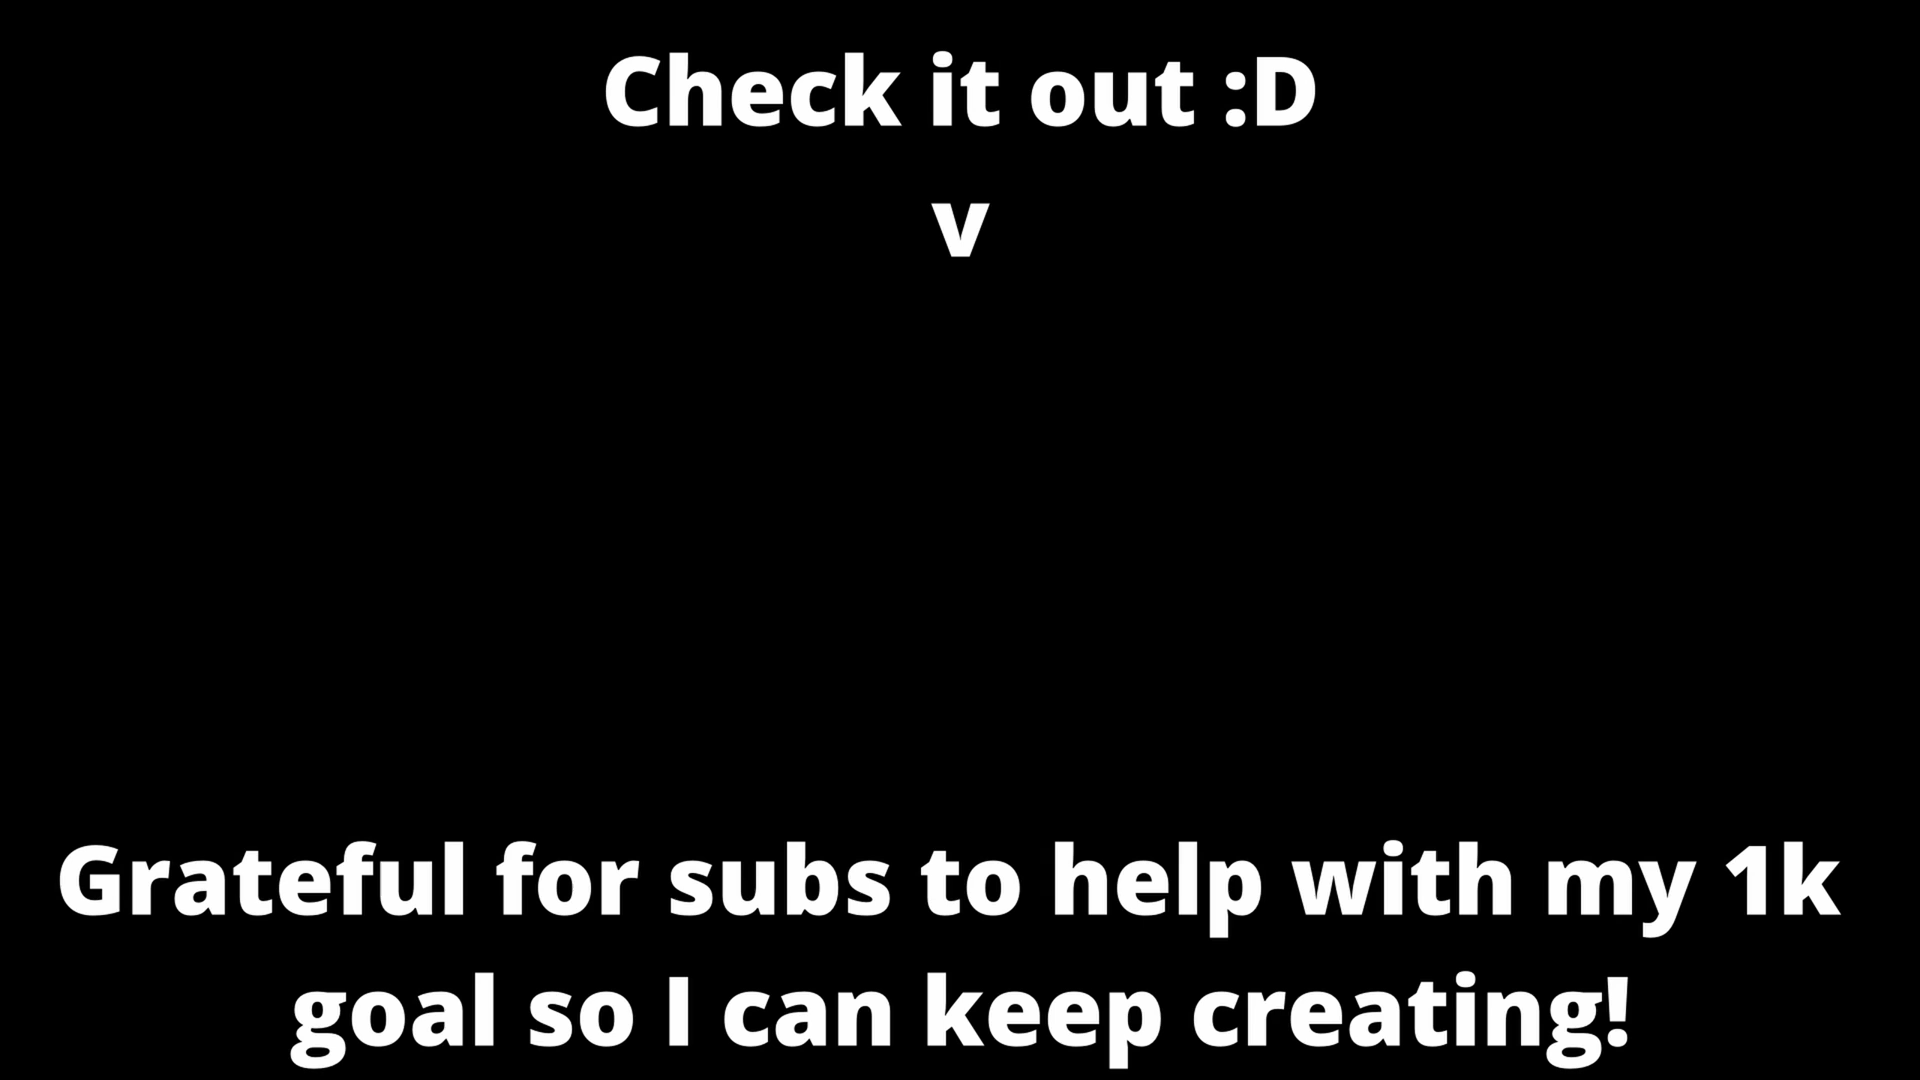 Check it out :D
v
Grateful for subs to help with my 1k
goal so I can keep creating!